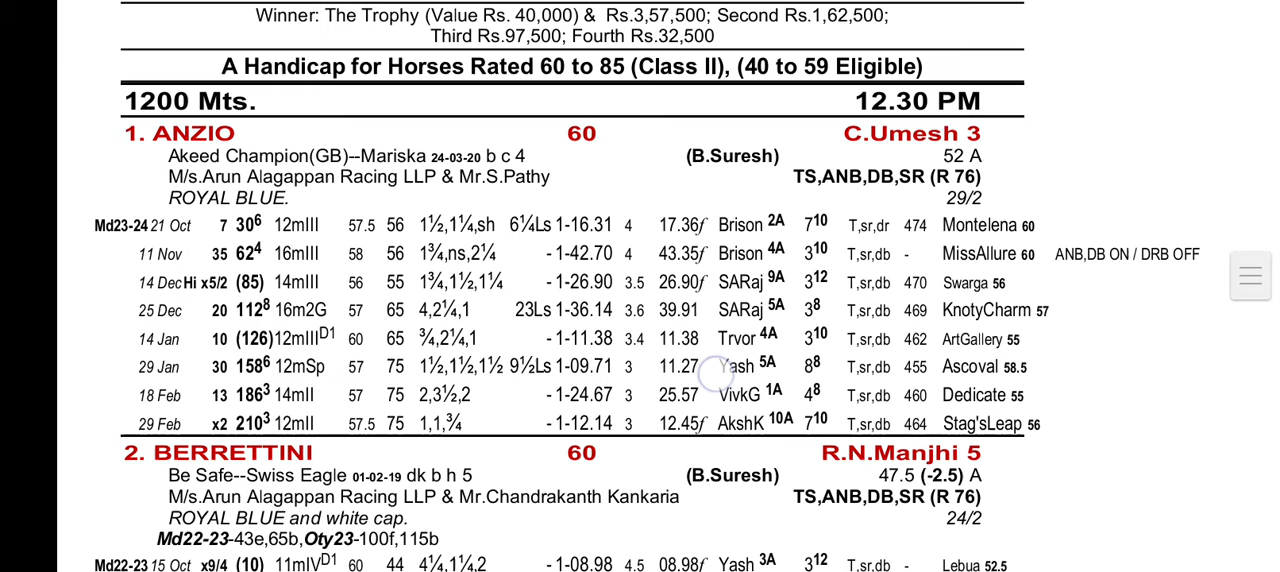 Winner: The Trophy (Value Rs. 40,000) & Rs.3,57,500; Second Rs.1,62,500;
Third Rs.97,500; Fourth Rs.32,500
A Handicap for Horses Rated 60 to 85 (Class II), (40 to 59 Eligible)
1200 Mts. 12.30 PM
1. ANZIO 60 C.Umesh 3
Akeed Champion(GB)--Mariska 24-03-20 b c 4 (B.Suresh) 52 A
M/s.Arun Alagappan Racing LLP & Mr.S.Pathy TS,ANB,DB,SR (R 76)
ROYAL BLUE. 29/2
Md23-24 21 Oct 7 30⁶ 12mIII 57.5 56 1½,1¼,sh 6¼Ls 1-16.31 4 17.36f Brison 2A 7¹⁰ T,sr,dr 474 Montelena 60
11 Nov 35 62⁴ 16mIII 58 56 1¾,ns,2¼ - 1-42.70 4 43.35f Brison 4A 3¹⁰ T,sr,db - MissAllure 60 ANB,DB ON / DRB OFF
14 Dec Hi x5/2 (85) 14mIII 56 55 1¾,1½,1¼ - 1-26.90 3.5 26.90f SARaj 9A 3¹² T,sr,db 470 Swarga 56
25 Dec 20 112⁸ 16m2G 57 65 4,2¼,1 23Ls 1-36.14 3.6 39.91 SARaj 5A 3⁸ T,sr,db 469 KnotyCharm 57
14 Jan 10 (126)12mIIID1 60 65 ¾,2¼,1 - 1-11.38 3.4 11.38 Trvor 4A 3¹⁰ T,sr,db 462 ArtGallery 55
29 Jan 30 158⁶ 12mSp 57 75 1½,1½,1½ 9½Ls 1-09.71 3 11.27 Yash 5A 8⁸ T,sr,db 455 Ascoval 58.5
18 Feb 13 186³ 14mII 57 75 2,3½,2 - 1-24.67 3 25.57 VivkG 1A 4⁸ T,sr,db 460 Dedicate 55
29 Feb x2 210³ 12mII 57.5 75 1,1,¾ - 1-12.14 3 12.45f AkshK 10A 7¹⁰ T,sr,db 464 Stag'sLeap 56
2. BERRETTINI 60 R.N.Manjhi 5
Be Safe--Swiss Eagle 01-02-19 dk b h 5 (B.Suresh) 47.5 (-2.5) A
M/s.Arun Alagappan Racing LLP & Mr.Chandrakanth Kankaria TS,ANB,DB,SR (R 76)
ROYAL BLUE and white cap. 24/2
Md22-23-43e,65b,Oty23-100f,115b
Md22-23 15 Oct x9/4 (10) 11mIVD1 60 44 4¼,1¼,2 - 1-08.98 4.5 08.98f Yash 3A 3¹² T,sr,db - Lebua 52.5